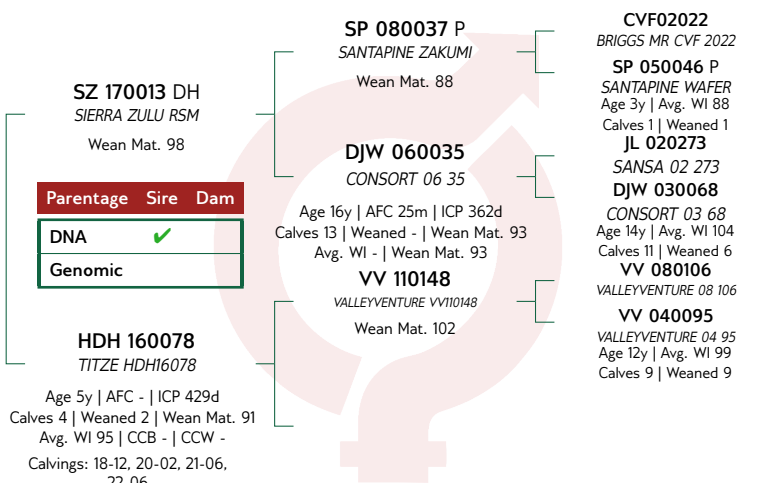 SZ 170013 DH
SIERRA ZULU RSM
Wean Mat. 98
Parentage Sire Dam
DNA ✔
Genomic
HDH 160078
TITZE HDH16078
Age 5y | AFC - | ICP 429d
Calves 4 | Weaned 2 | Wean Mat. 91
Avg. WI 95 | CCB - | CCW -
Calvings: 18-12, 20-02, 21-06,
22-06
SP 080037 P
SANTAPINE ZAKUMI
Wean Mat. 88
DJW 060035
CONSORT 06 35
Age 16y | AFC 25m | ICP 362d
Calves 13 | Weaned - | Wean Mat. 93
Avg. WI - | Wean Mat. 93
VV 110148
VALLEYVENTURE VV110148
Wean Mat. 102
CVF02022
BRIGGS MR CVF 2022
SP 050046 P
SANTAPINE WAFER
Age 3y | Avg. WI 88
Calves 1 | Weaned 1
JL 020273
SANSA 02 273
DJW 030068
CONSORT 03 68
Age 14y | Avg. WI 104
Calves 11 | Weaned 6
VV 080106
VALLEYVENTURE 08 106
VV 040095
VALLEYVENTURE 04 95
Age 12y | Avg. WI 99
Calves 9 | Weaned 9